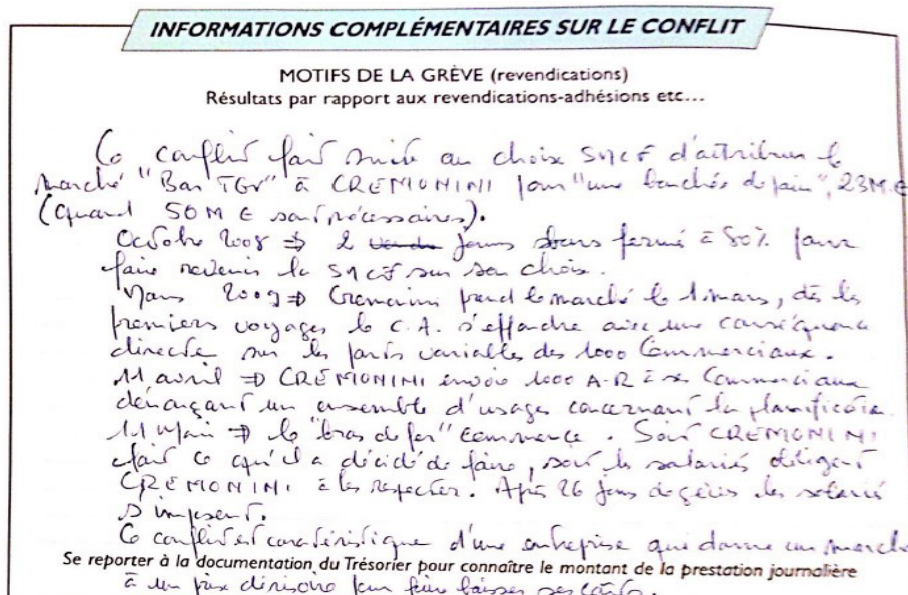 INFORMATIONS COMPLÉMENTAIRES SUR LE CONFLIT
MOTIFS DE LA GRÈVE (revendications)
Résultats par rapport aux revendications-adhésions etc...
Ce conflit fait suite au choix SNCF d'attribuer le
marché "Bar TGV" à CREMONINI pour "une bouchée de pain", 23 M €
(quand 50 M € sont nécessaires).
Octobre 2008 ⇒ 2 jours bars fermé à 80% pour
faire revenir la SNCF sur son choix.
Mars 2009 ⇒ Cremonini prend le marché le 1 mars, dès les
premiers voyages le C.A. s'effondre avec une conséquence
directe sur les parts variables des 1000 Commerciaux.
11 avril ⇒ CREMONINI envoie 1000 A-R à ses Commerciaux
dénonçant un ensemble d'usages concernant la planification.
11 Mai ⇒ le "bras de fer" commence. Soit CREMONINI
fait ce qu'il a décidé de faire, soit les salariés obligent
CREMONINI à les respecter. Après 26 jours de grève les salariés
s'imposent.
Ce conflit est caractéristique d'une entreprise qui donne un marché
Se reporter à la documentation du Trésorier pour connaître le montant de la prestation journalière
à un prix dérisoire pour faire baisser ses coûts.